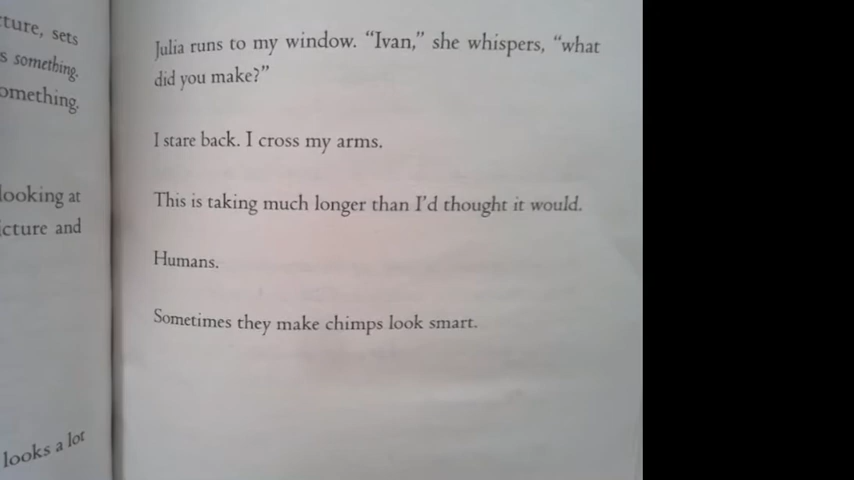 ture, sets
s something.
omething.
looking at
icture and
looks a lot
Julia runs to my window. “Ivan,” she whispers, “what
did you make?”
I stare back. I cross my arms.
This is taking much longer than I’d thought it would.
Humans.
Sometimes they make chimps look smart.